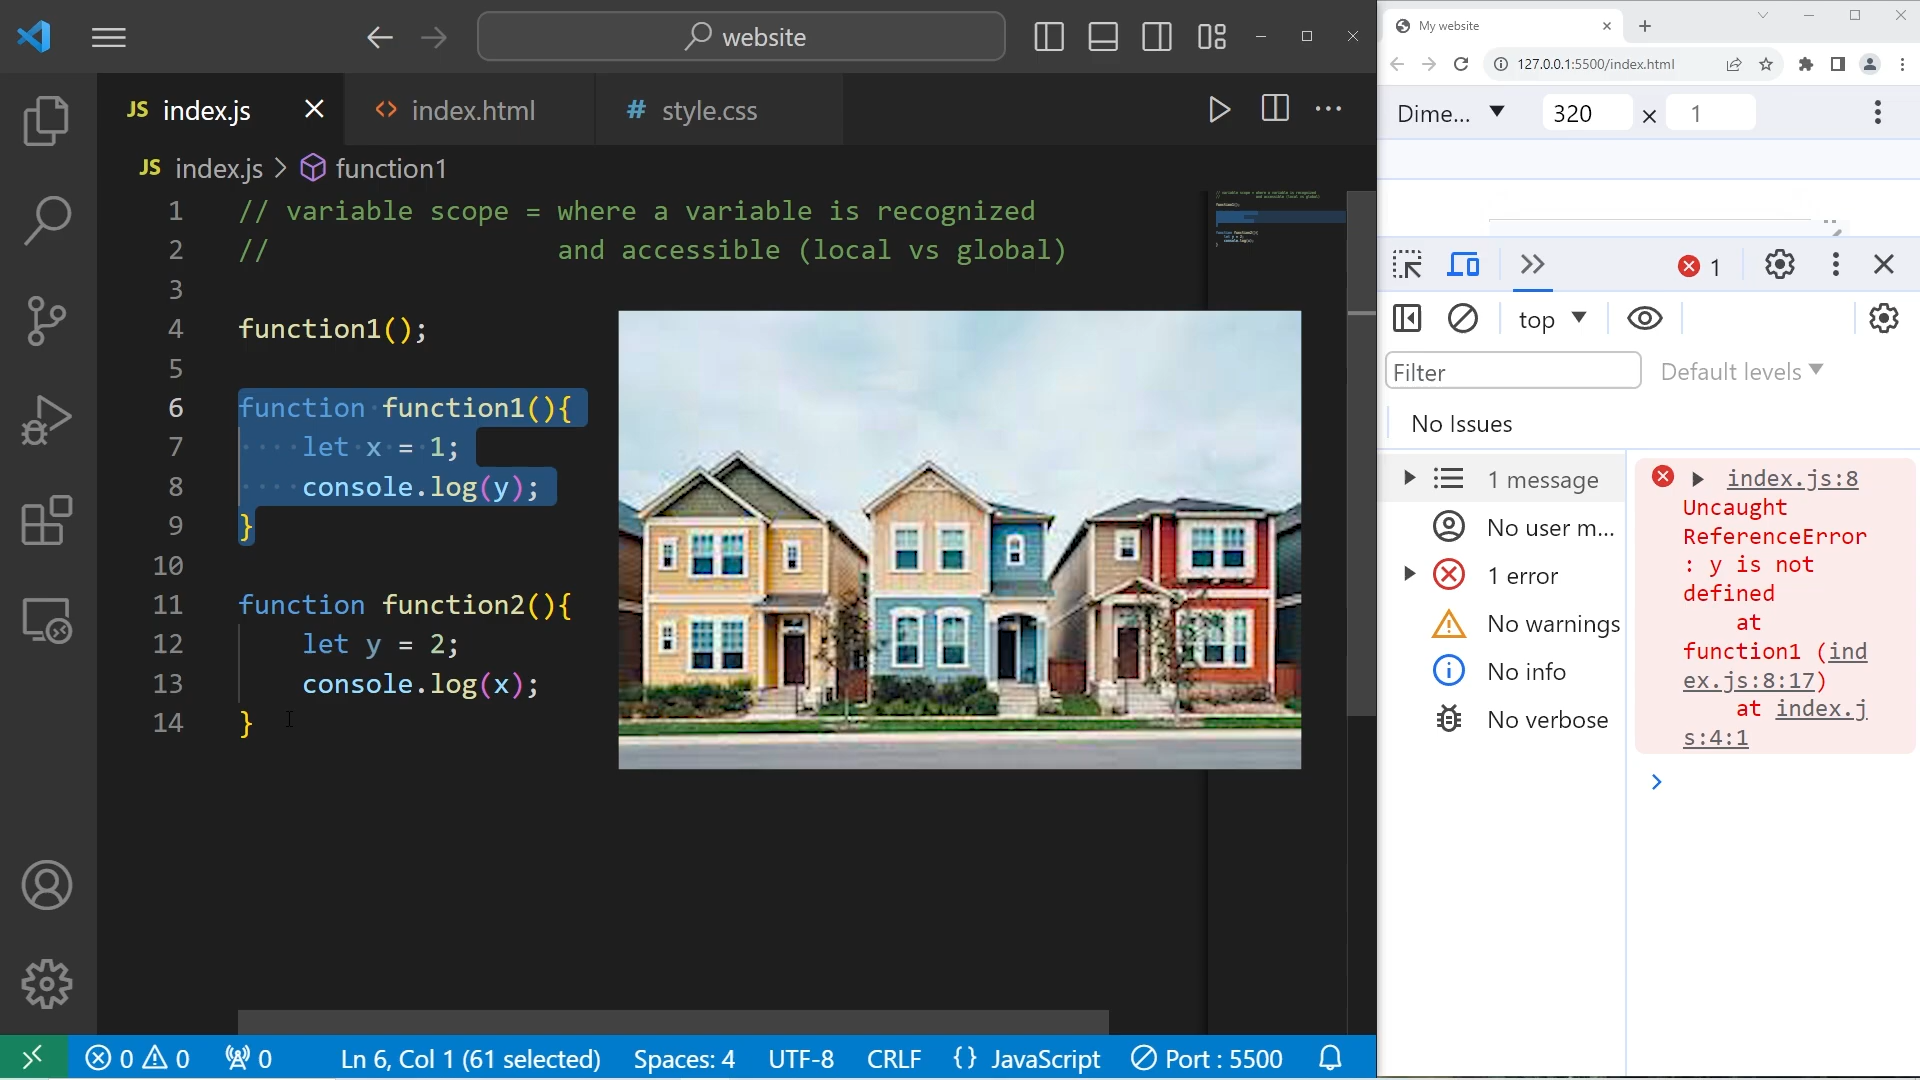 website
JS index.js
<> index.html
# style.css
JS index.js > function1
1 // variable scope = where a variable is recognized
2 // and accessible (local vs global)
3
4 function1();
5
6 function function1(){
7 let x = 1;
8 console.log(y);
9 }
10
11 function function2(){
12 let y = 2;
13 console.log(x);
14 }
0 0
0
Ln 6, Col 1 (61 selected)
Spaces: 4
UTF-8
CRLF
{} JavaScript
Port : 5500
My website
127.0.0.1:5500/index.html
Dime...
320 × 1
1
top
Filter
Default levels
No Issues
1 message
No user m...
1 error
No warnings
No info
No verbose
index.js:8
Uncaught
ReferenceError
: y is not
defined
at
function1 (ind
ex.js:8:17)
at index.j
s:4:1